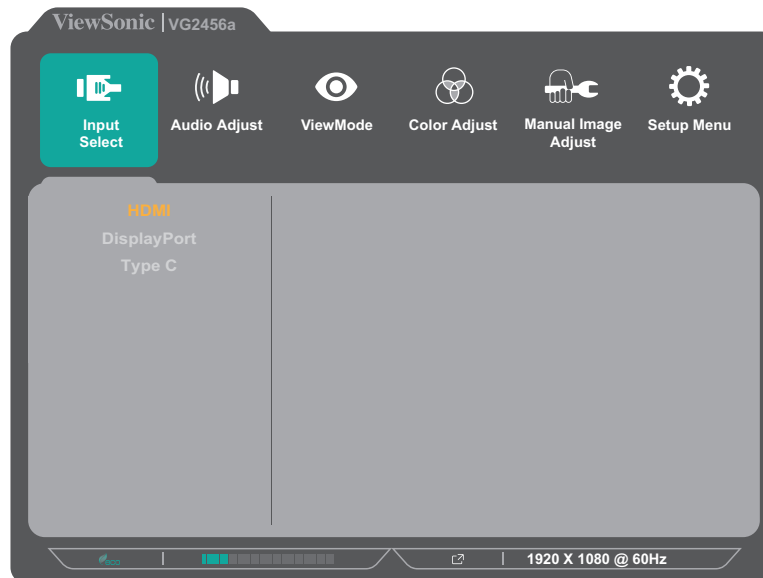 ViewSonic | VG2456a
Input Select
Audio Adjust
ViewMode
Color Adjust
Manual Image Adjust
Setup Menu
HDMI
DisplayPort
Type C
ECO
1920 X 1080 @ 60Hz